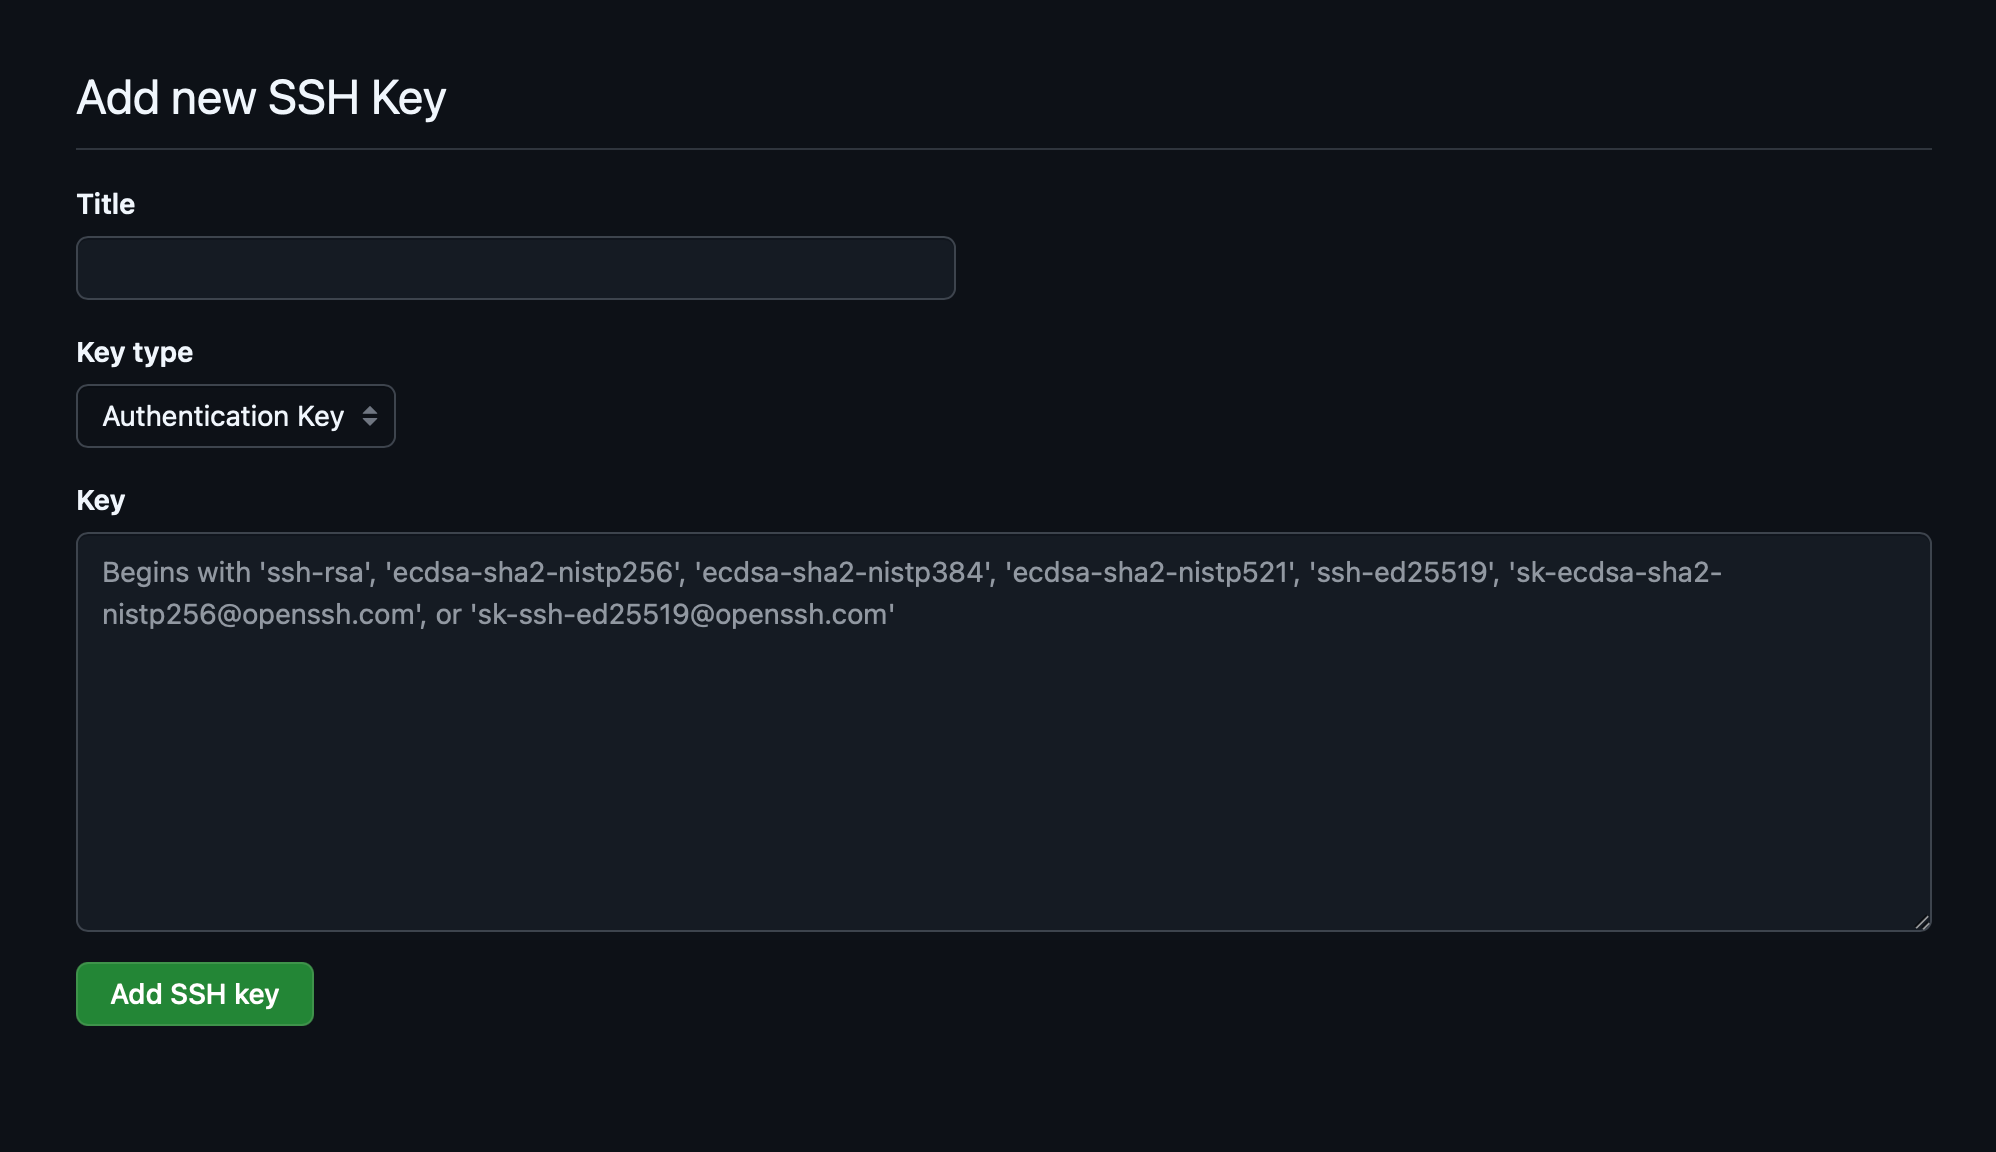 Add new SSH Key
Title
Key type
Authentication Key
Key
Begins with 'ssh-rsa', 'ecdsa-sha2-nistp256', 'ecdsa-sha2-nistp384', 'ecdsa-sha2-nistp521', 'ssh-ed25519', 'sk-ecdsa-sha2-
nistp256@openssh.com', or 'sk-ssh-ed25519@openssh.com'
Add SSH key